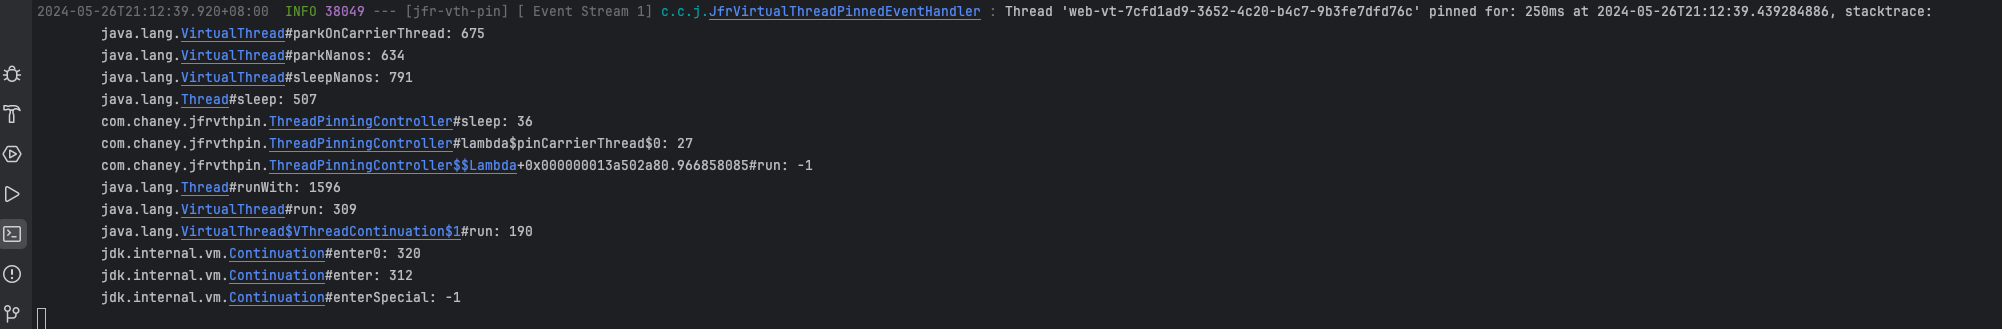 2024-05-26T21:12:39.920+08:00  INFO 38049 --- [jfr-vth-pin] [ Event Stream 1] c.c.j.JfrVirtualThreadPinnedEventHandler : Thread 'web-vt-7cfd1ad9-3652-4c20-b4c7-9b3fe7dfd76c' pinned for: 250ms at 2024-05-26T21:12:39.439284886, stacktrace:
java.lang.VirtualThread#parkOnCarrierThread: 675
java.lang.VirtualThread#parkNanos: 634
java.lang.VirtualThread#sleepNanos: 791
java.lang.Thread#sleep: 507
com.chaney.jfrvthpin.ThreadPinningController#sleep: 36
com.chaney.jfrvthpin.ThreadPinningController#lambda$pinCarrierThread$0: 27
com.chaney.jfrvthpin.ThreadPinningController$$Lambda+0x000000013a502a80.966858085#run: -1
java.lang.Thread#runWith: 1596
java.lang.VirtualThread#run: 309
java.lang.VirtualThread$VThreadContinuation$1#run: 190
jdk.internal.vm.Continuation#enter0: 320
jdk.internal.vm.Continuation#enter: 312
jdk.internal.vm.Continuation#enterSpecial: -1